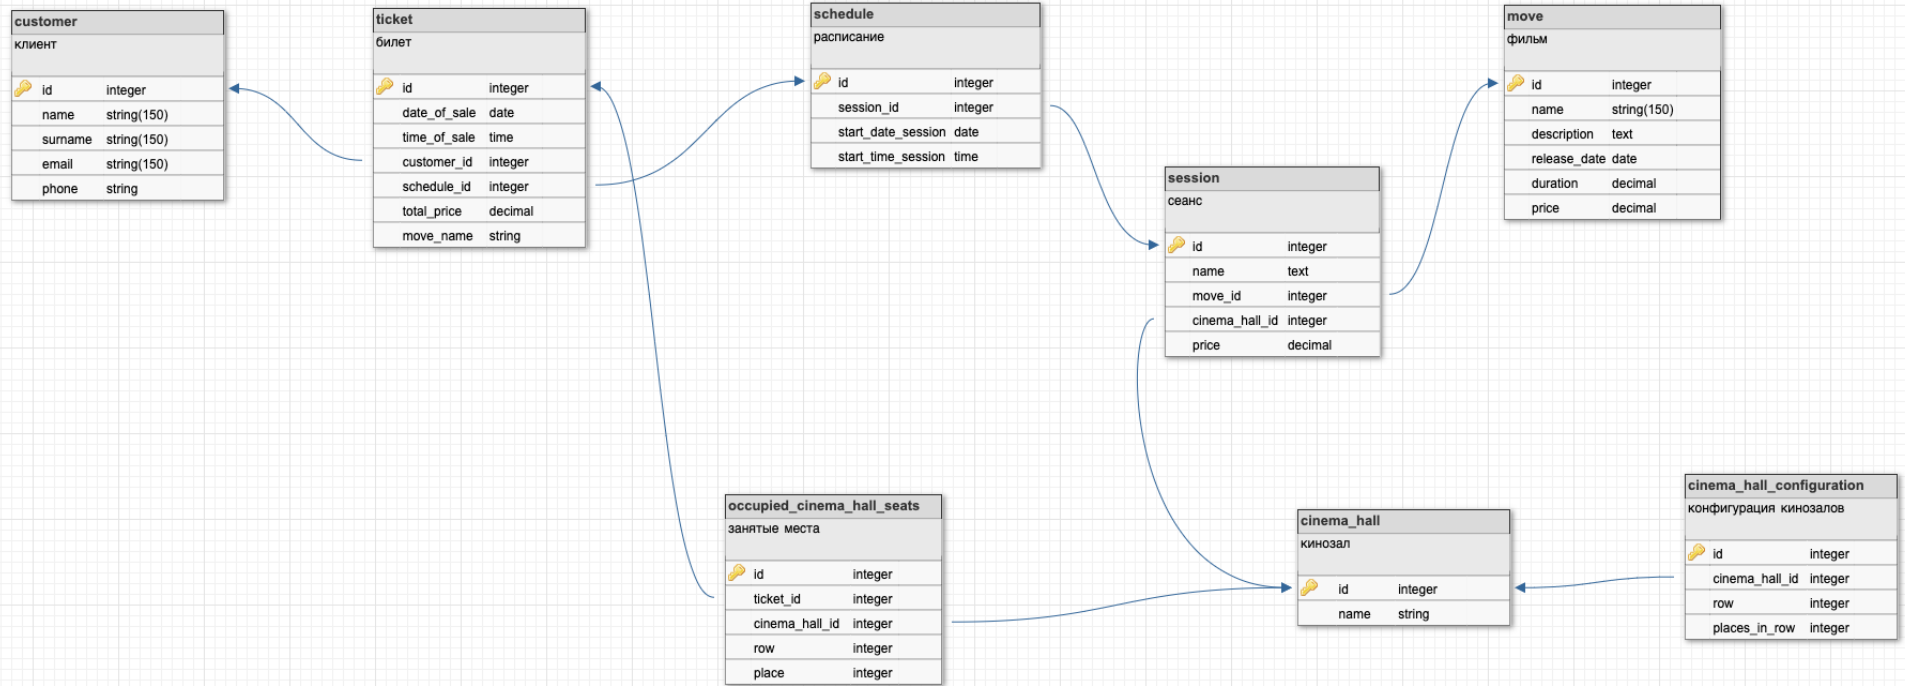 customer
клиент
id integer
name string(150)
surname string(150)
email string(150)
phone string
ticket
билет
id integer
date_of_sale date
time_of_sale time
customer_id integer
schedule_id integer
total_price decimal
move_name string
schedule
расписание
id integer
session_id integer
start_date_session date
start_time_session time
session
сеанс
id integer
name text
move_id integer
cinema_hall_id integer
price decimal
move
фильм
id integer
name string(150)
description text
release_date date
duration decimal
price decimal
occupied_cinema_hall_seats
занятые места
id integer
ticket_id integer
cinema_hall_id integer
row integer
place integer
cinema_hall
кинозал
id integer
name string
cinema_hall_configuration
конфигурация кинозалов
id integer
cinema_hall_id integer
row integer
places_in_row integer